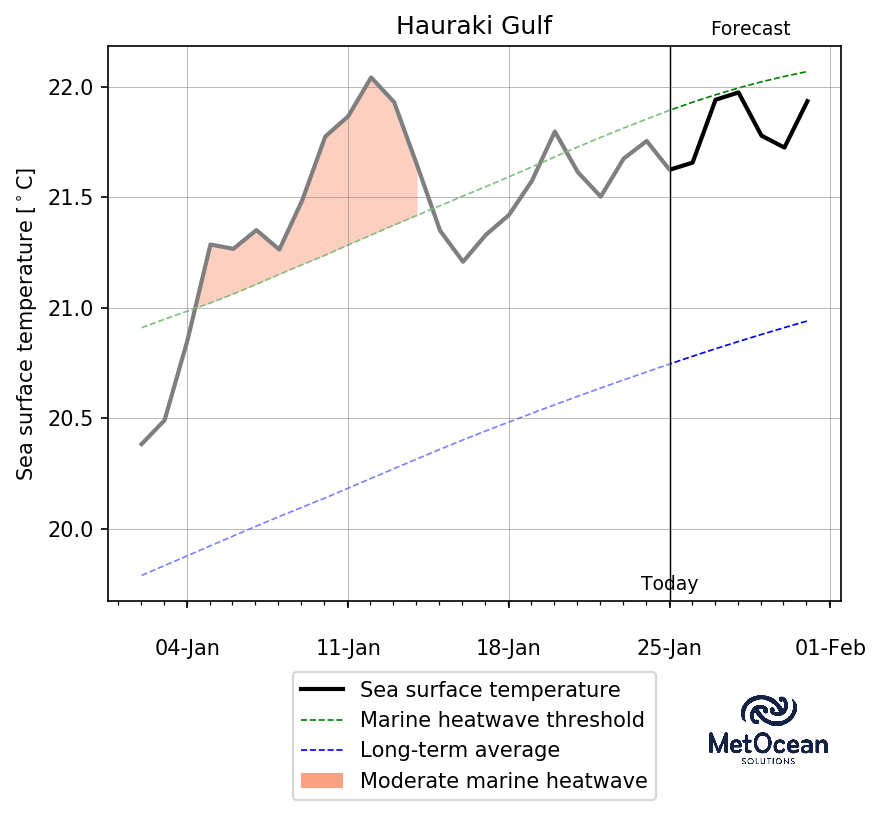 Hauraki Gulf
Forecast
22.0
21.5
21.0
20.5
20.0
Sea surface temperature [°C]
Today
04-Jan 11-Jan 18-Jan 25-Jan 01-Feb
Sea surface temperature
Marine heatwave threshold
Long-term average
Moderate marine heatwave
MetOcean
SOLUTIONS